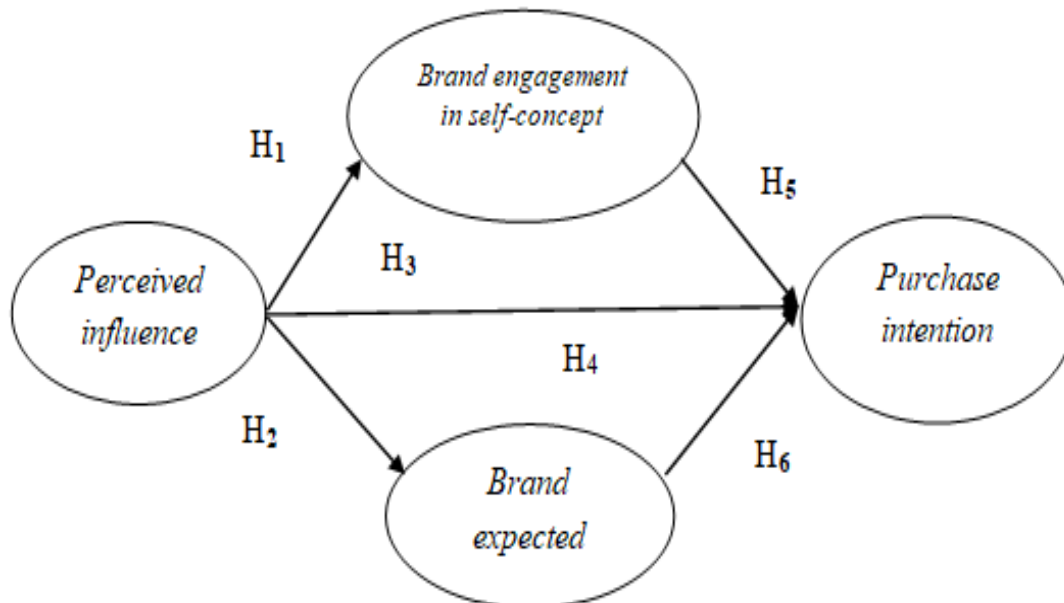 Brand engagement
in self-concept
H₁
H₅
H₃
Perceived
influence
Purchase
intention
H₄
H₂
H₆
Brand
expected